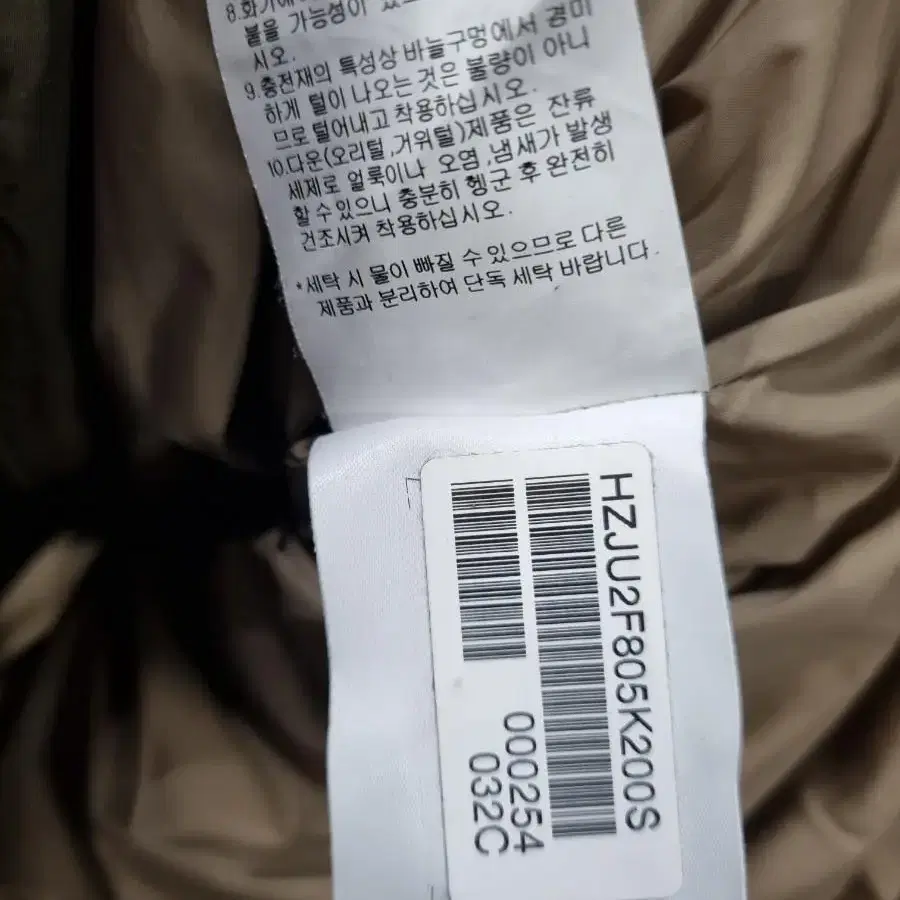 8.화기에
붙을 가능성이
시오.
9.충전재의 특성상 바늘구멍에서 경미
하게 털이 나오는 것은 불량이 아니
므로 털어내고 착용하십시오.
10.다운(오리털,거위털)제품은 잔류
세제로 얼룩이나 오염,냄새가 발생
할 수 있으니 충분히 헹군 후 완전히
건조시켜 착용하십시오.
*세탁 시 물이 빠질 수 있으므로 다른
제품과 분리하여 단독 세탁 바랍니다.
HZJU2F805K200S
000254
032C